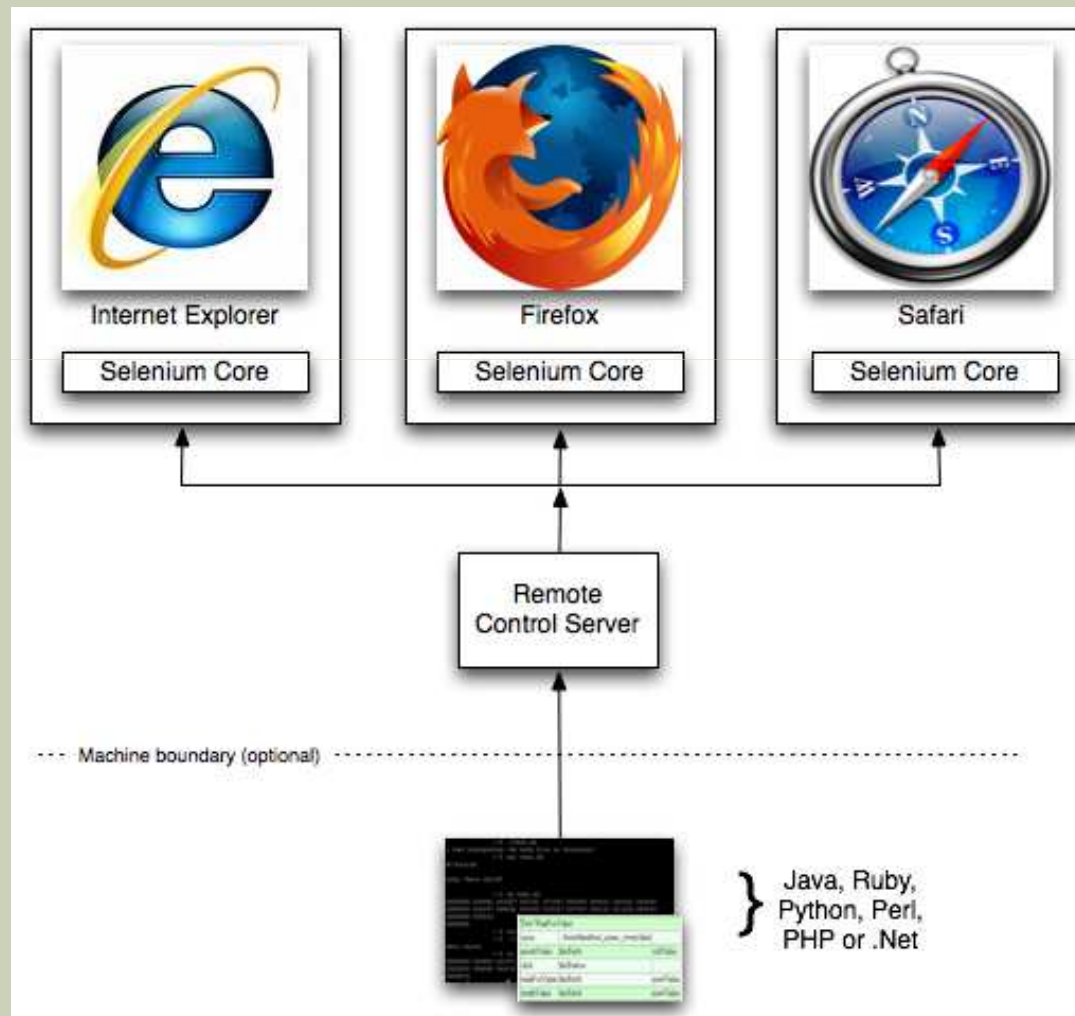 Internet Explorer
Selenium Core
Firefox
Selenium Core
Safari
Selenium Core
N
E
S
W
Remote
Control Server
Machine boundary (optional)
Java, Ruby,
Python, Perl,
PHP or .Net